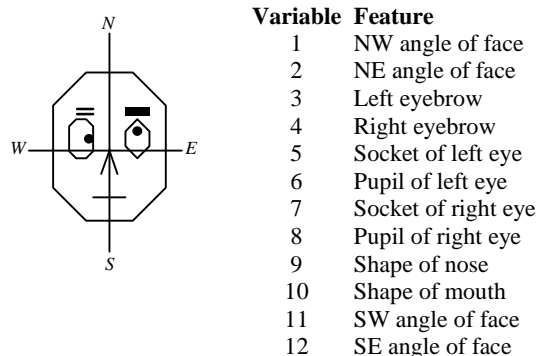 N
W
E
S
Variable Feature
1 NW angle of face
2 NE angle of face
3 Left eyebrow
4 Right eyebrow
5 Socket of left eye
6 Pupil of left eye
7 Socket of right eye
8 Pupil of right eye
9 Shape of nose
10 Shape of mouth
11 SW angle of face
12 SE angle of face